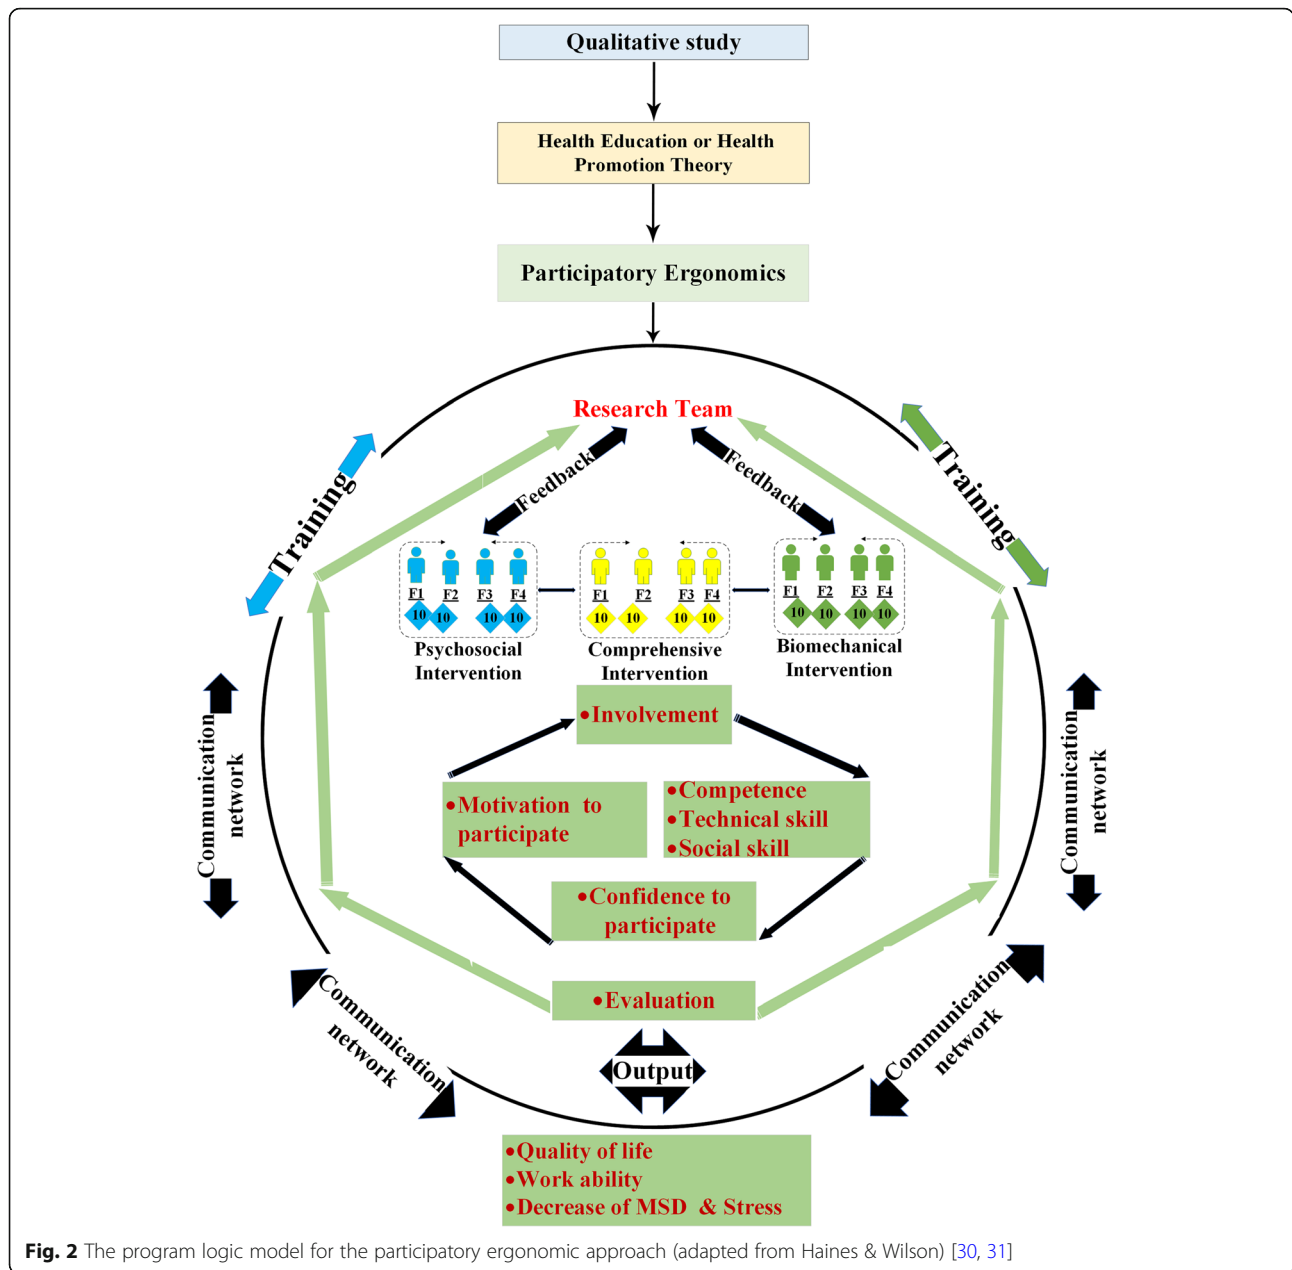 Qualitative study
Health Education or Health
Promotion Theory
Participatory Ergonomics
Research Team
Training
Training
Feedback
Feedback
F1 F2 F3 F4
10 10 10 10
Psychosocial
Intervention
F1 F2 F3 F4
10 10 10 10
Comprehensive
Intervention
F1 F2 F3 F4
10 10 10 10
Biomechanical
Intervention
Communication
network
Communication
network
•Involvement
•Motivation to
participate
•Competence
•Technical skill
•Social skill
•Confidence to
participate
•Evaluation
Communication
network
Communication
network
Output
•Quality of life
•Work ability
•Decrease of MSD & Stress
Fig. 2 The program logic model for the participatory ergonomic approach (adapted from Haines & Wilson) [30, 31]